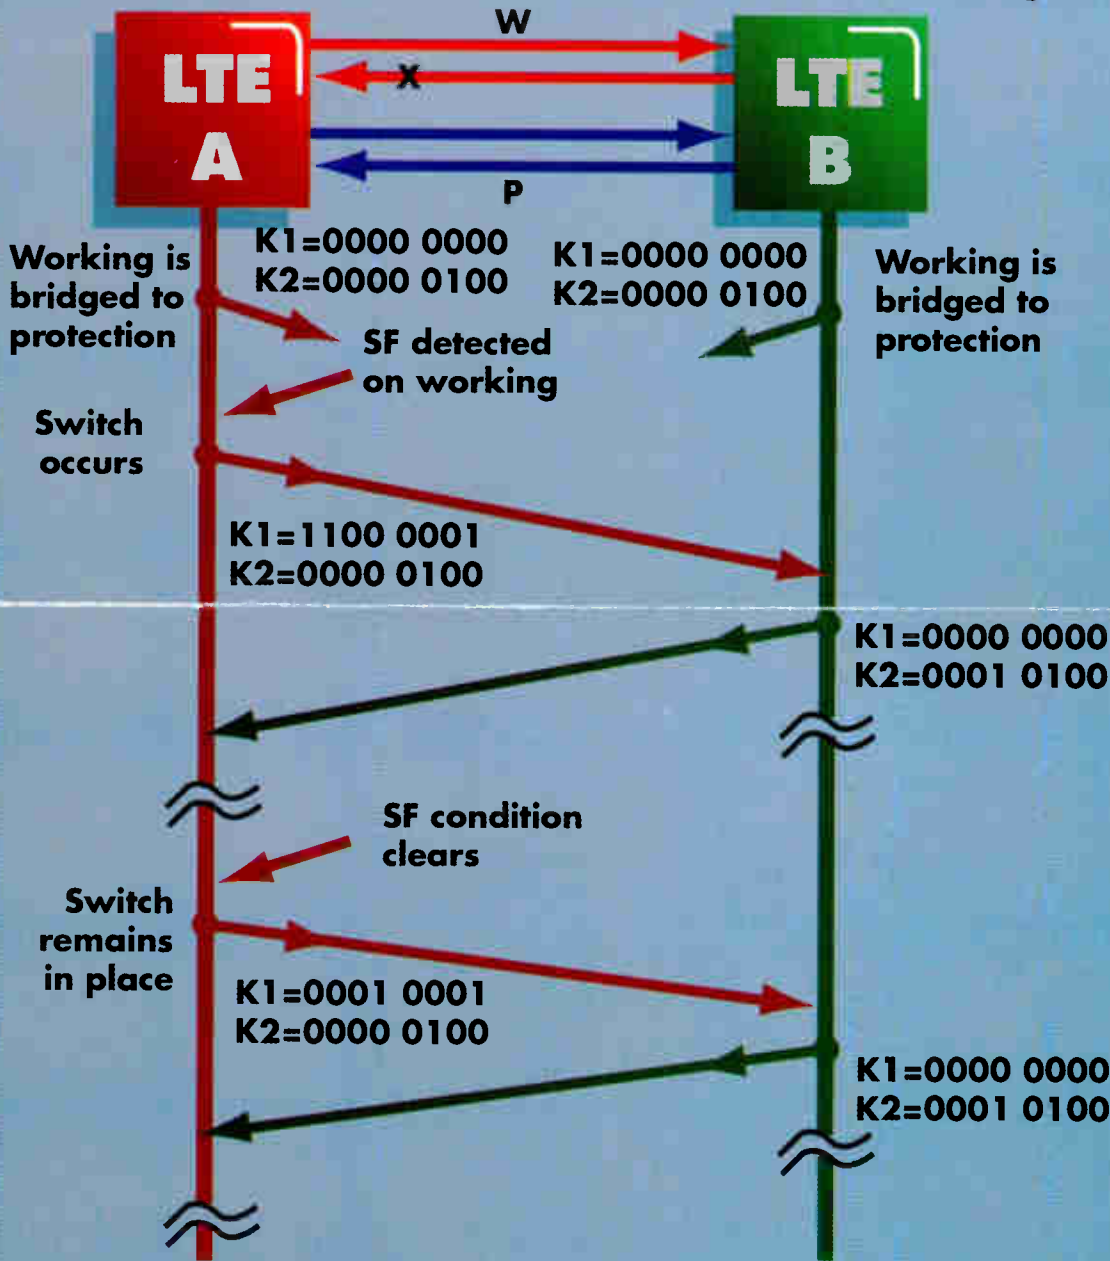 W
LTE
A
X
LTE
B
P
K1=0000 0000
K2=0000 0100
K1=0000 0000
K2=0000 0100
Working is
bridged to
protection
Working is
bridged to
protection
SF detected
on working
Switch
occurs
K1=1100 0001
K2=0000 0100
K1=0000 0000
K2=0001 0100
SF condition
clears
Switch
remains
in place
K1=0001 0001
K2=0000 0100
K1=0000 0000
K2=0001 0100